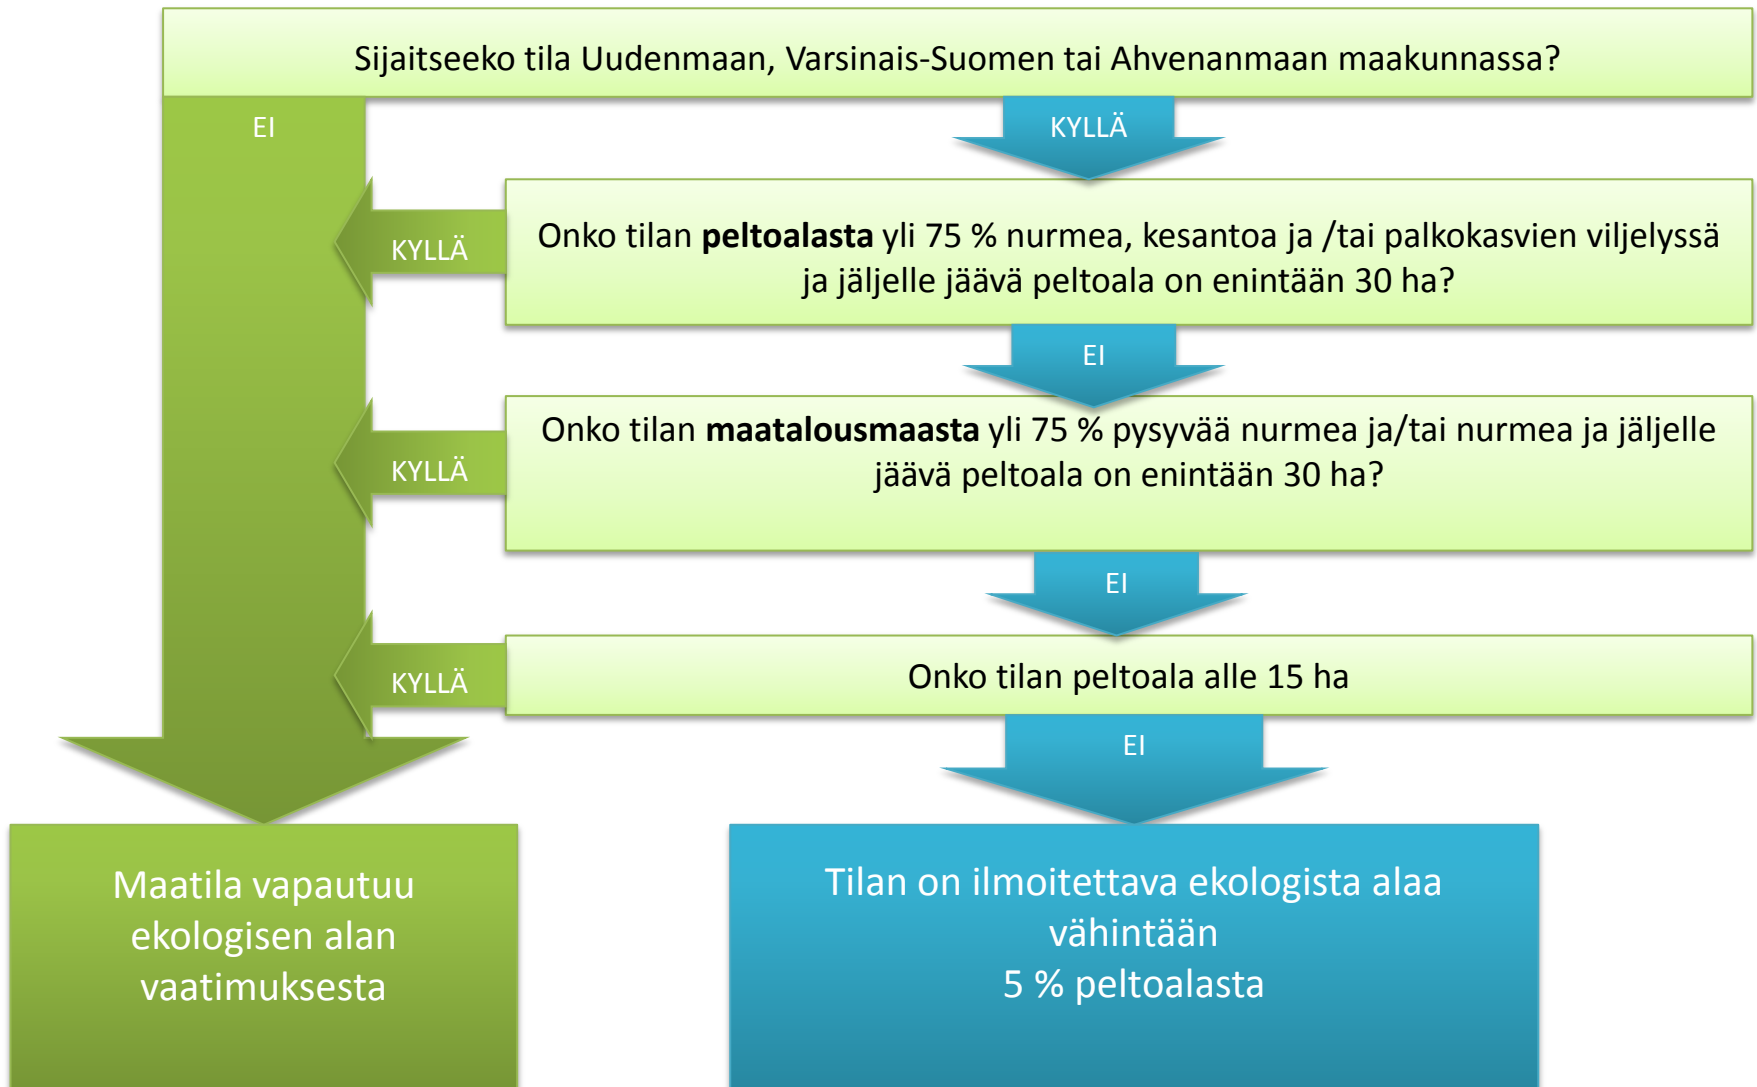 Sijaitseeko tila Uudenmaan, Varsinais-Suomen tai Ahvenanmaan maakunnassa?
EI
KYLLÄ
KYLLÄ
Onko tilan peltoalasta yli 75 % nurmea, kesantoa ja /tai palkokasvien viljelyssä
ja jäljelle jäävä peltoala on enintään 30 ha?
EI
KYLLÄ
Onko tilan maatalousmaasta yli 75 % pysyvää nurmea ja/tai nurmea ja jäljelle
jäävä peltoala on enintään 30 ha?
EI
KYLLÄ
Onko tilan peltoala alle 15 ha
EI
Maatila vapautuu
ekologisen alan
vaatimuksesta
Tilan on ilmoitettava ekologista alaa
vähintään
5 % peltoalasta